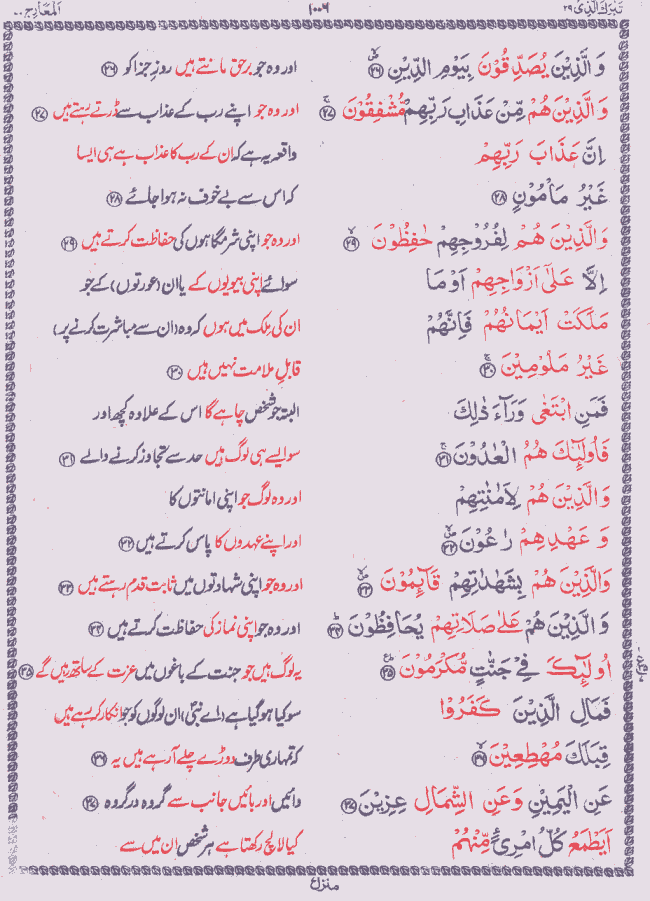 تَبٰرَكَ الَّذِیْ ۲۹ ۱۰۰۶ اَلْمَعَارِج ۷۰
وَالَّذِیْنَ یُصَدِّقُوْنَ بِیَوْمِ الدِّیْنِ ۲۶ اور وہ جو برحق مانتے ہیں روزِ جزا کو ۲۶
وَالَّذِیْنَ هُمْ مِّنْ عَذَابِ رَبِّهِمْ مُّشْفِقُوْنَ ۲۷ اور وہ جو اپنے رب کے عذاب سے ڈرتے رہتے ہیں ۲۷
اِنَّ عَذَابَ رَبِّهِمْ واقعہ یہ ہے کہ ان کے رب کا عذاب ہے ہی ایسا
غَیْرُ مَاْمُوْنٍ ۲۸ کہ اس سے بے خوف نہ ہوا جائے ۲۸
وَالَّذِیْنَ هُمْ لِفُرُوْجِهِمْ حٰفِظُوْنَ ۲۹ اور وہ جو اپنی شرمگاہوں کی حفاظت کرتے ہیں ۲۹
اِلَّا عَلٰۤی اَزْوَاجِهِمْ اَوْ مَا سوائے اپنی بیویوں کے یا ان (عورتوں) کے جو
مَلَكَتْ اَیْمَانُهُمْ فَاِنَّهُمْ ان کی مِلک میں ہوں کہ وہ (ان سے مباشرت کرنے پر)
غَیْرُ مَلُوْمِیْنَ ۳۰ قابلِ ملامت نہیں ہیں ۳۰
فَمَنِ ابْتَغٰی وَرَآءَ ذٰلِكَ البتہ جو شخص چاہے گا اس کے علاوہ کچھ اور
فَاُولٰٓئِكَ هُمُ الْعٰدُوْنَ ۳۱ سو ایسے ہی لوگ ہیں حد سے تجاوز کرنے والے ۳۱
وَالَّذِیْنَ هُمْ لِاَمٰنٰتِهِمْ اور وہ لوگ جو اپنی امانتوں کا
وَ عَهْدِهِمْ رٰعُوْنَ ۳۲ اور اپنے عہدوں کا پاس کرتے ہیں ۳۲
وَالَّذِیْنَ هُمْ بِشَهٰدٰتِهِمْ قَآئِمُوْنَ ۳۳ اور وہ جو اپنی شہادتوں میں ثابت قدم رہتے ہیں ۳۳
وَالَّذِیْنَ هُمْ عَلٰی صَلَاتِهِمْ یُحَافِظُوْنَ ۳۴ اور وہ جو اپنی نماز کی حفاظت کرتے ہیں ۳۴
اُولٰٓئِكَ فِیْ جَنّٰتٍ مُّكْرَمُوْنَ ۳۵ یہ لوگ ہیں جو جنت کے باغوں میں عزت کے ساتھ رہیں گے ۳۵
فَمَالِ الَّذِیْنَ كَفَرُوْا سو کیا ہو گیا ہے (اے نبی) ان لوگوں کو جو انکار کر رہے ہیں
قِبَلَكَ مُهْطِعِیْنَ ۳۶ کہ تمہاری طرف دوڑے چلے آ رہے ہیں یہ ۳۶
عَنِ الْیَمِیْنِ وَعَنِ الشِّمَالِ عِزِیْنَ ۳۷ دائیں اور بائیں جانب سے گروہ در گروہ ۳۷
اَیَطْمَعُ كُلُّ امْرِئٍ مِّنْهُمْ کیا لالچ رکھتا ہے ہر شخص ان میں سے